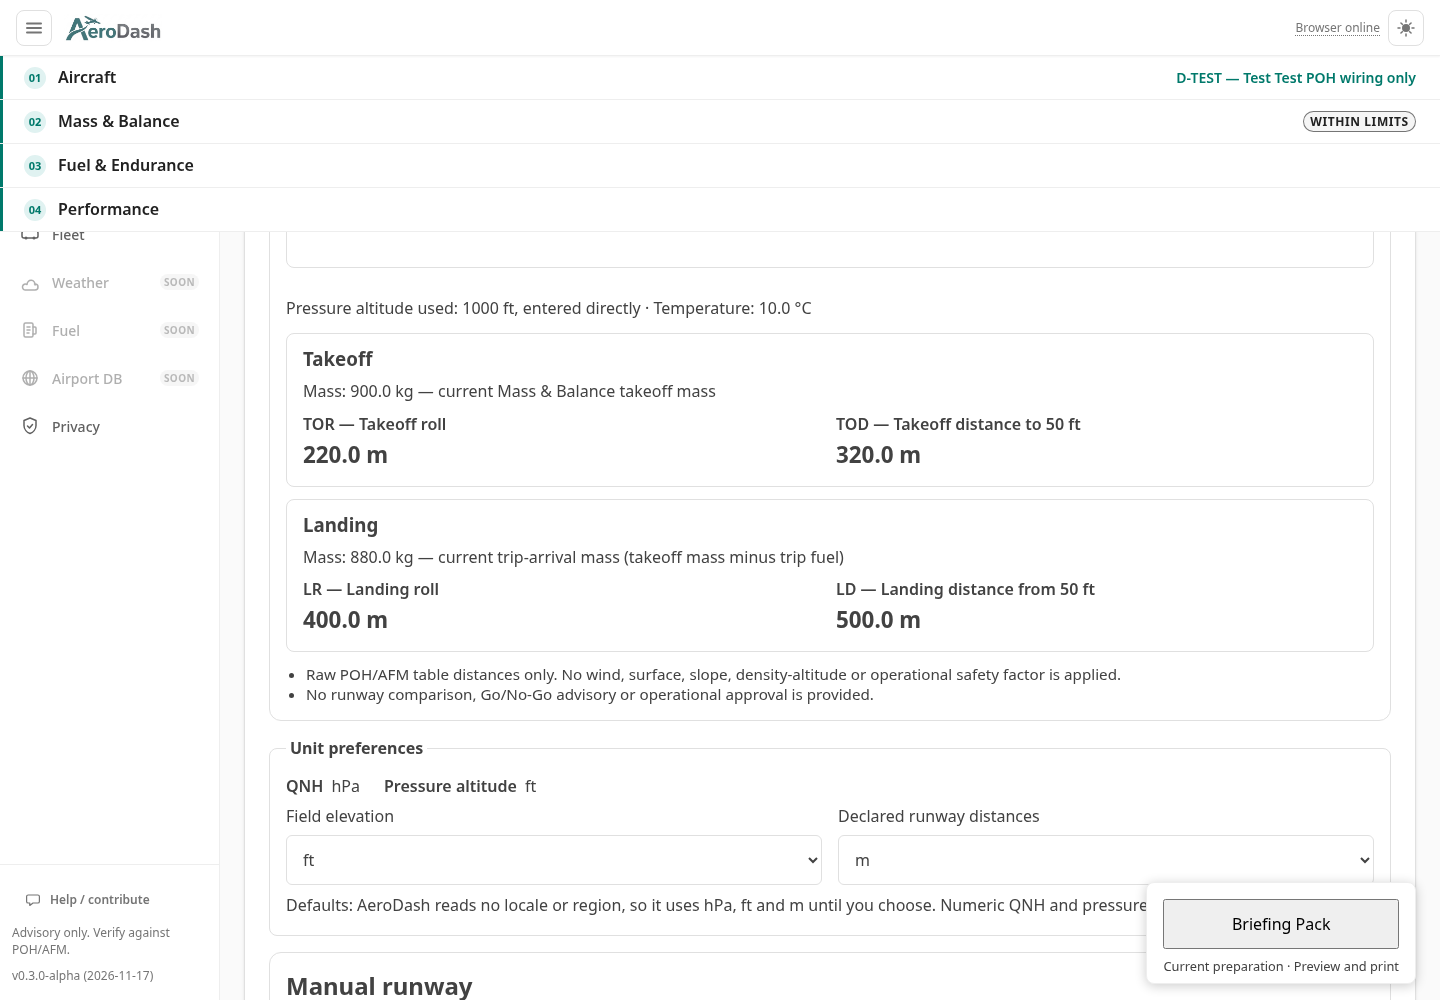 AeroDash
Browser online
01 Aircraft
D-TEST — Test Test POH wiring only
02 Mass & Balance
WITHIN LIMITS
03 Fuel & Endurance
04 Performance
Fleet
Weather SOON
Fuel SOON
Airport DB SOON
Privacy
Help / contribute
Advisory only. Verify against
POH/AFM.
v0.3.0-alpha (2026-11-17)
Pressure altitude used: 1000 ft, entered directly · Temperature: 10.0 °C
Takeoff
Mass: 900.0 kg — current Mass & Balance takeoff mass
TOR — Takeoff roll
220.0 m
TOD — Takeoff distance to 50 ft
320.0 m
Landing
Mass: 880.0 kg — current trip-arrival mass (takeoff mass minus trip fuel)
LR — Landing roll
400.0 m
LD — Landing distance from 50 ft
500.0 m
• Raw POH/AFM table distances only. No wind, surface, slope, density-altitude or operational safety factor is applied.
• No runway comparison, Go/No-Go advisory or operational approval is provided.
Unit preferences
QNH hPa Pressure altitude ft
Field elevation
ft
Declared runway distances
m
Defaults: AeroDash reads no locale or region, so it uses hPa, ft and m until you choose. Numeric QNH and pressure
Manual runway
Briefing Pack
Current preparation · Preview and print